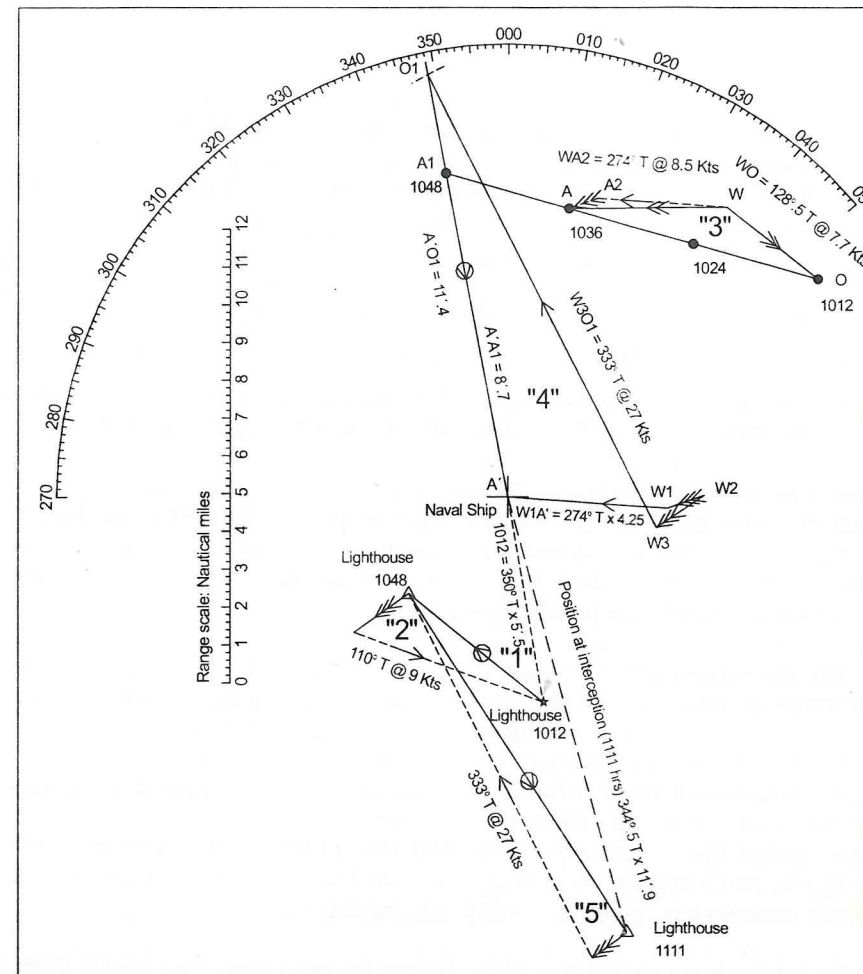 270
280
290
300
310
320
330
340
350
000
010
020
030
040
O1
A1
1048
A
1036
A2
WA2 = 274° T @ 8.5 Kts
W
WO = 128°.5 T @ 7.7 Kts
"3"
1024
O
1012
12
11
10
9
8
7
6
5
4
3
2
1
0
Range scale: Nautical miles
A'O1 = 11'.4
A'A1 = 8'.7
"4"
W3O1 = 333° T @ 27 Kts
A'
Naval Ship
W1
W2
W1A' = 274° T x 4.25
W3
1012 = 350° T x 5'.5
Lighthouse
1048
"2"
"1"
110° T @ 9 Kts
Lighthouse
1012
Position at interception (1111 hrs) 344°.5 T x 11'.9
333° T @ 27 Kts
"5"
Lighthouse
1111